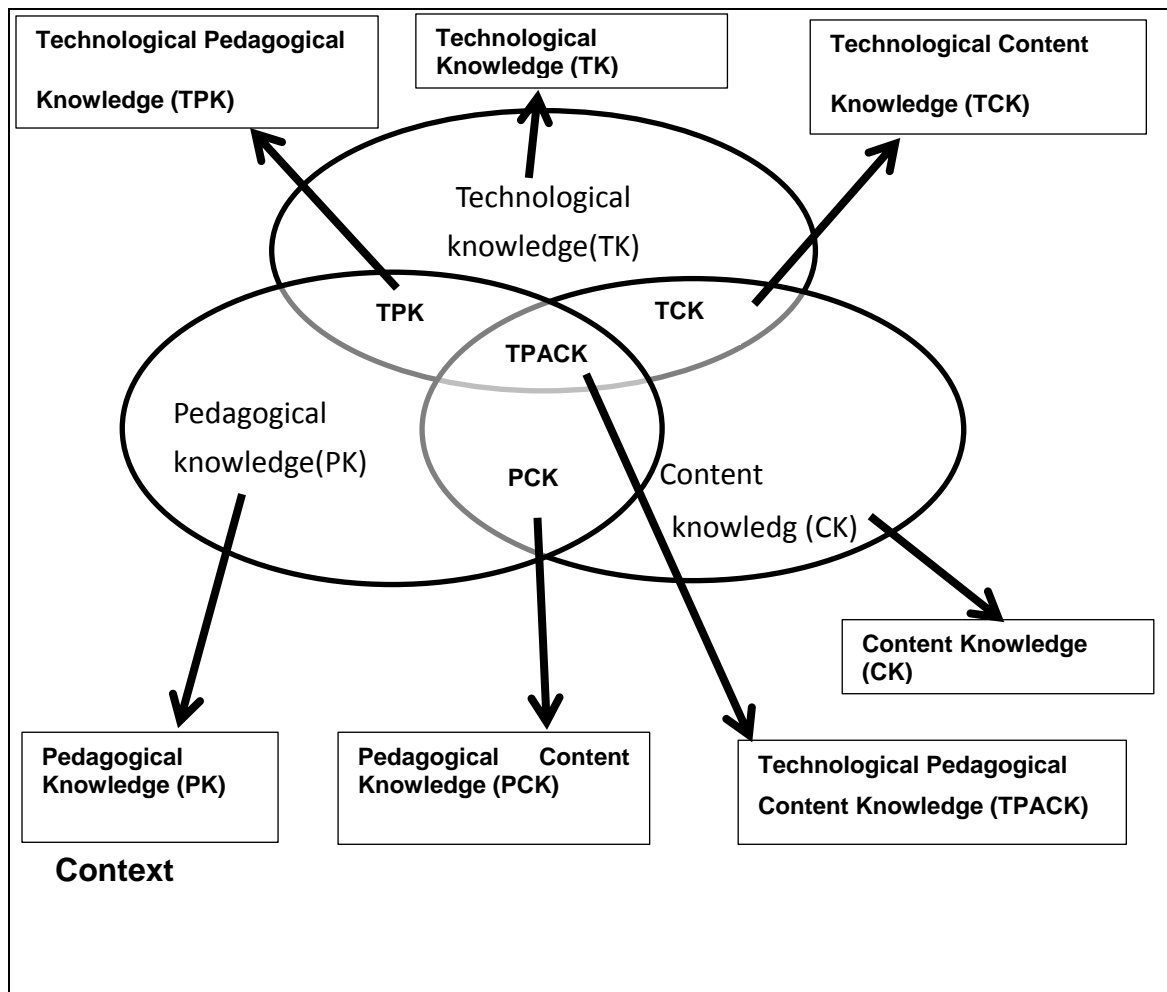 Technological Pedagogical
Knowledge (TPK)
Technological
Knowledge (TK)
Technological Content
Knowledge (TCK)
Technological
knowledge(TK)
TPK
TCK
TPACK
Pedagogical
knowledge(PK)
PCK
Content
knowledg (CK)
Content Knowledge
(CK)
Pedagogical
Knowledge (PK)
Pedagogical Content
Knowledge (PCK)
Technological Pedagogical
Content Knowledge (TPACK)
Context